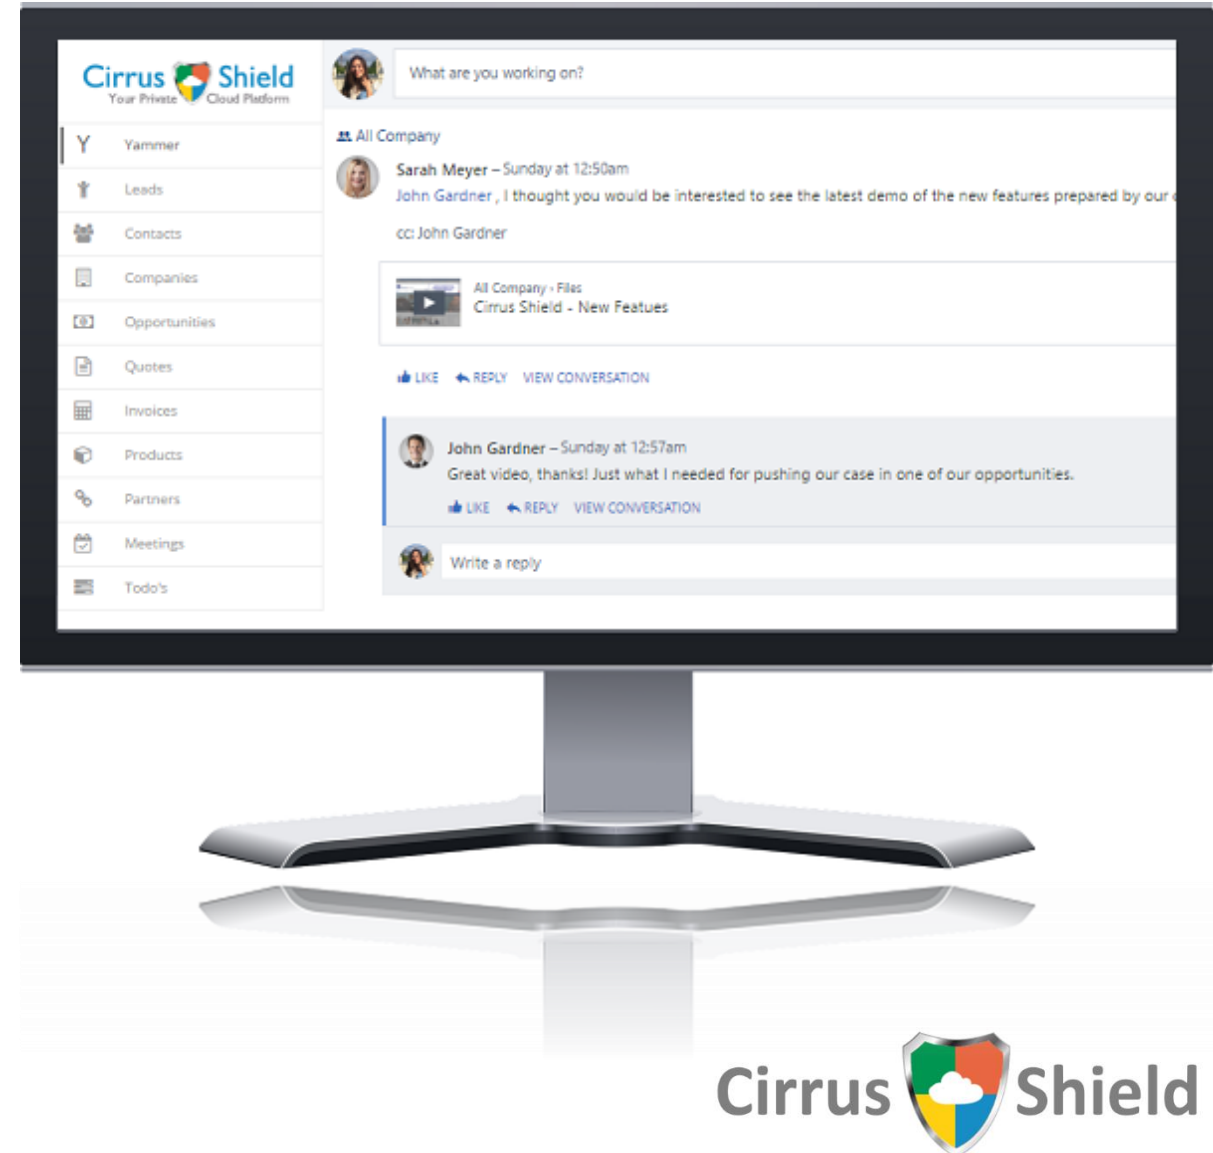 Cirrus Shield
Your Private Cloud Platform
Yammer
Leads
Contacts
Companies
Opportunities
Quotes
Invoices
Products
Partners
Meetings
Todo's
What are you working on?
All Company
Sarah Meyer – Sunday at 12:50am
John Gardner , I thought you would be interested to see the latest demo of the new features prepared by our
cc: John Gardner
All Company › Files
Cirrus Shield - New Featues
LIKE REPLY VIEW CONVERSATION
John Gardner – Sunday at 12:57am
Great video, thanks! Just what I needed for pushing our case in one of our opportunities.
LIKE REPLY VIEW CONVERSATION
Write a reply
Cirrus Shield